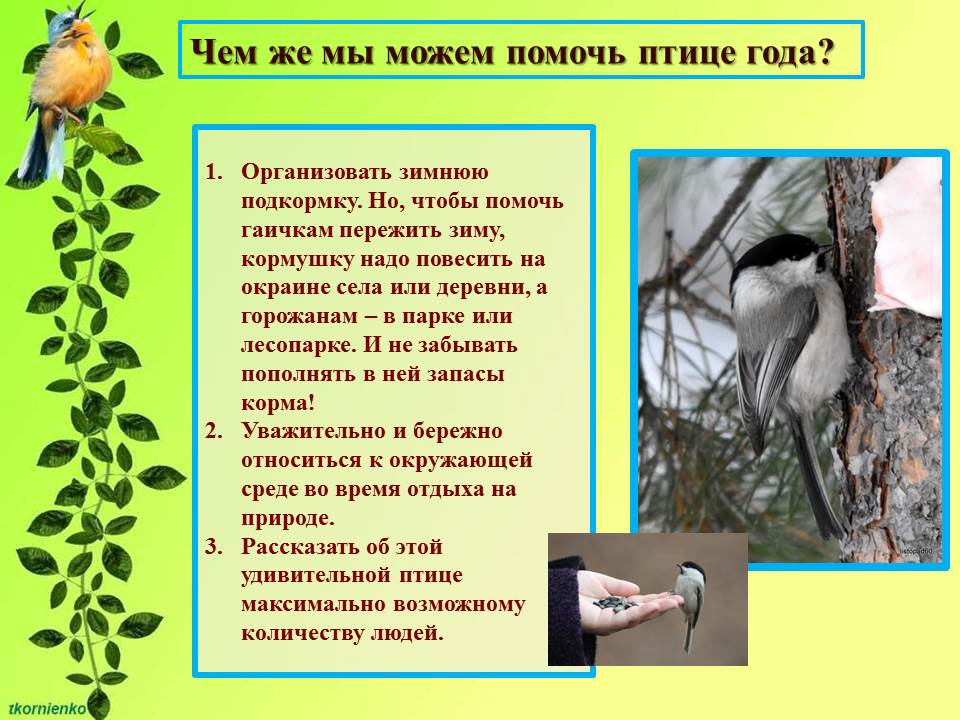 Чем же мы можем помочь птице года?
1. Организовать зимнюю
подкормку. Но, чтобы помочь
гаичкам пережить зиму,
кормушку надо повесить на
окраине села или деревни, а
горожанам – в парке или
лесопарке. И не забывать
пополнять в ней запасы
корма!
2. Уважительно и бережно
относиться к окружающей
среде во время отдыха на
природе.
3. Рассказать об этой
удивительной птице
максимально возможному
количеству людей.
listopad60
tkornienko